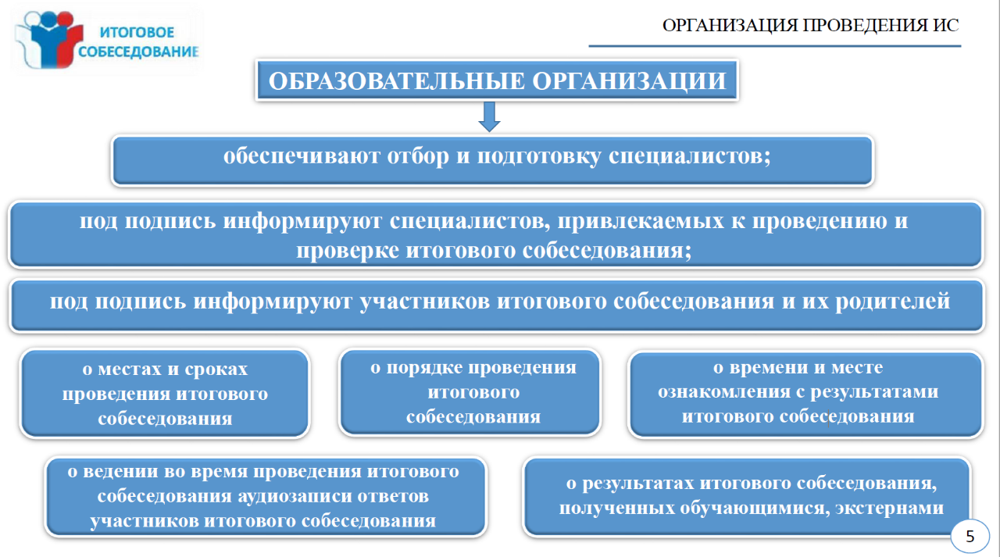 ИТОГОВОЕ
СОБЕСЕДОВАНИЕ
ОРГАНИЗАЦИЯ ПРОВЕДЕНИЯ ИС
ОБРАЗОВАТЕЛЬНЫЕ ОРГАНИЗАЦИИ
обеспечивают отбор и подготовку специалистов;
под подпись информируют специалистов, привлекаемых к проведению и
проверке итогового собеседования;
под подпись информируют участников итогового собеседования и их родителей
о местах и сроках
проведения итогового
собеседования
о порядке проведения
итогового
собеседования
о времени и месте
ознакомления с результатами
итогового собеседования
о ведении во время проведения итогового
собеседования аудиозаписи ответов
участников итогового собеседования
о результатах итогового собеседования,
полученных обучающимися, экстернами
5